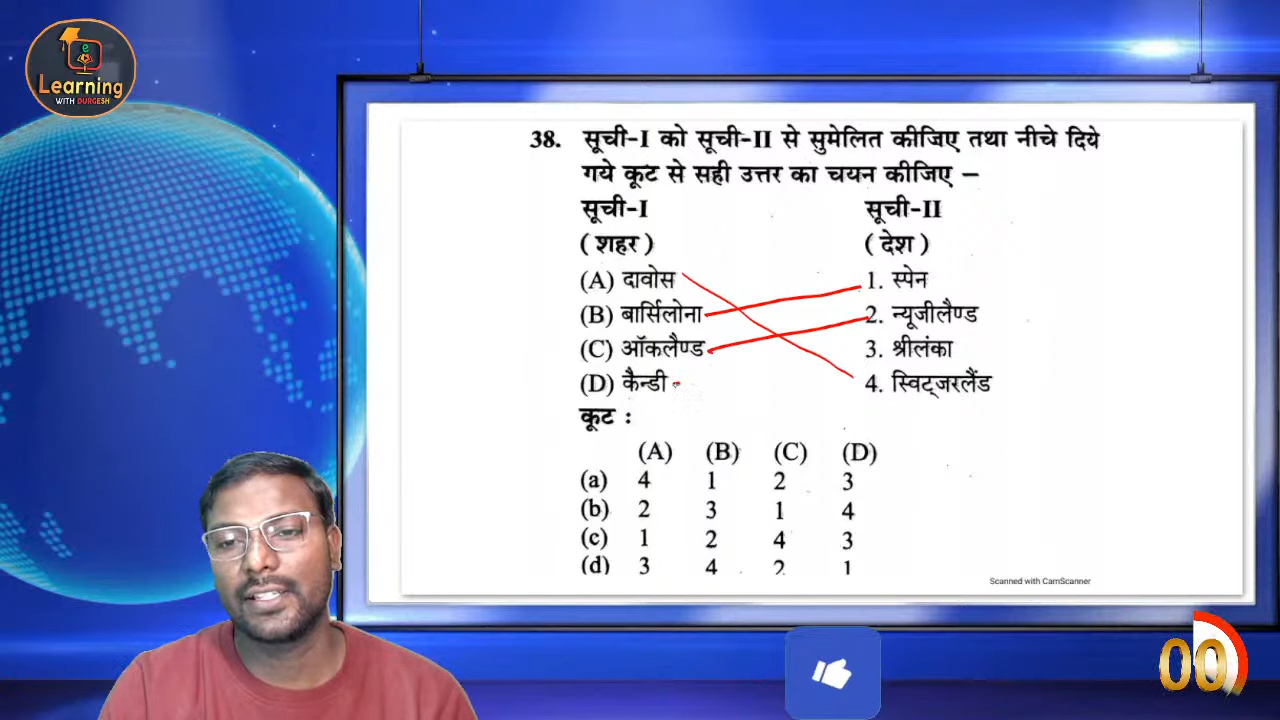 e
Learning
WITH DURGESH
38. सूची-I को सूची-II से सुमेलित कीजिए तथा नीचे दिये
गये कूट से सही उत्तर का चयन कीजिए –
सूची-I सूची-II
(शहर) (देश)
(A) दावोस 1. स्पेन
(B) बार्सिलोना 2. न्यूजीलैण्ड
(C) ऑकलैण्ड 3. श्रीलंका
(D) कैन्डी 4. स्विट्जरलैंड
कूट :
(A) (B) (C) (D)
(a) 4 1 2 3
(b) 2 3 1 4
(c) 1 2 4 3
(d) 3 4 2 1
Scanned with CamScanner
00